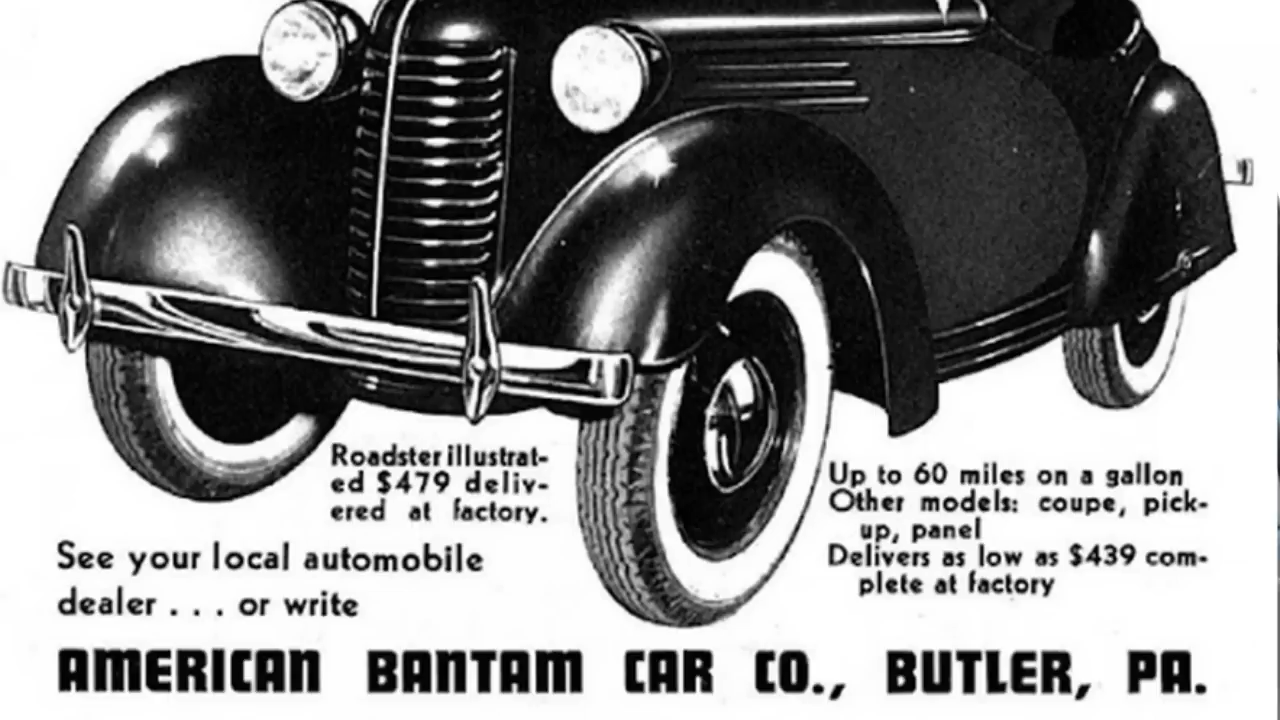 Roadster illustrat-
ed $479 deliv-
ered at factory.
Up to 60 miles on a gallon
Other models: coupe, pick-
up, panel
Delivers as low as $439 com-
plete at factory
See your local automobile
dealer . . . or write
AMERICAN BANTAM CAR CO., BUTLER, PA.